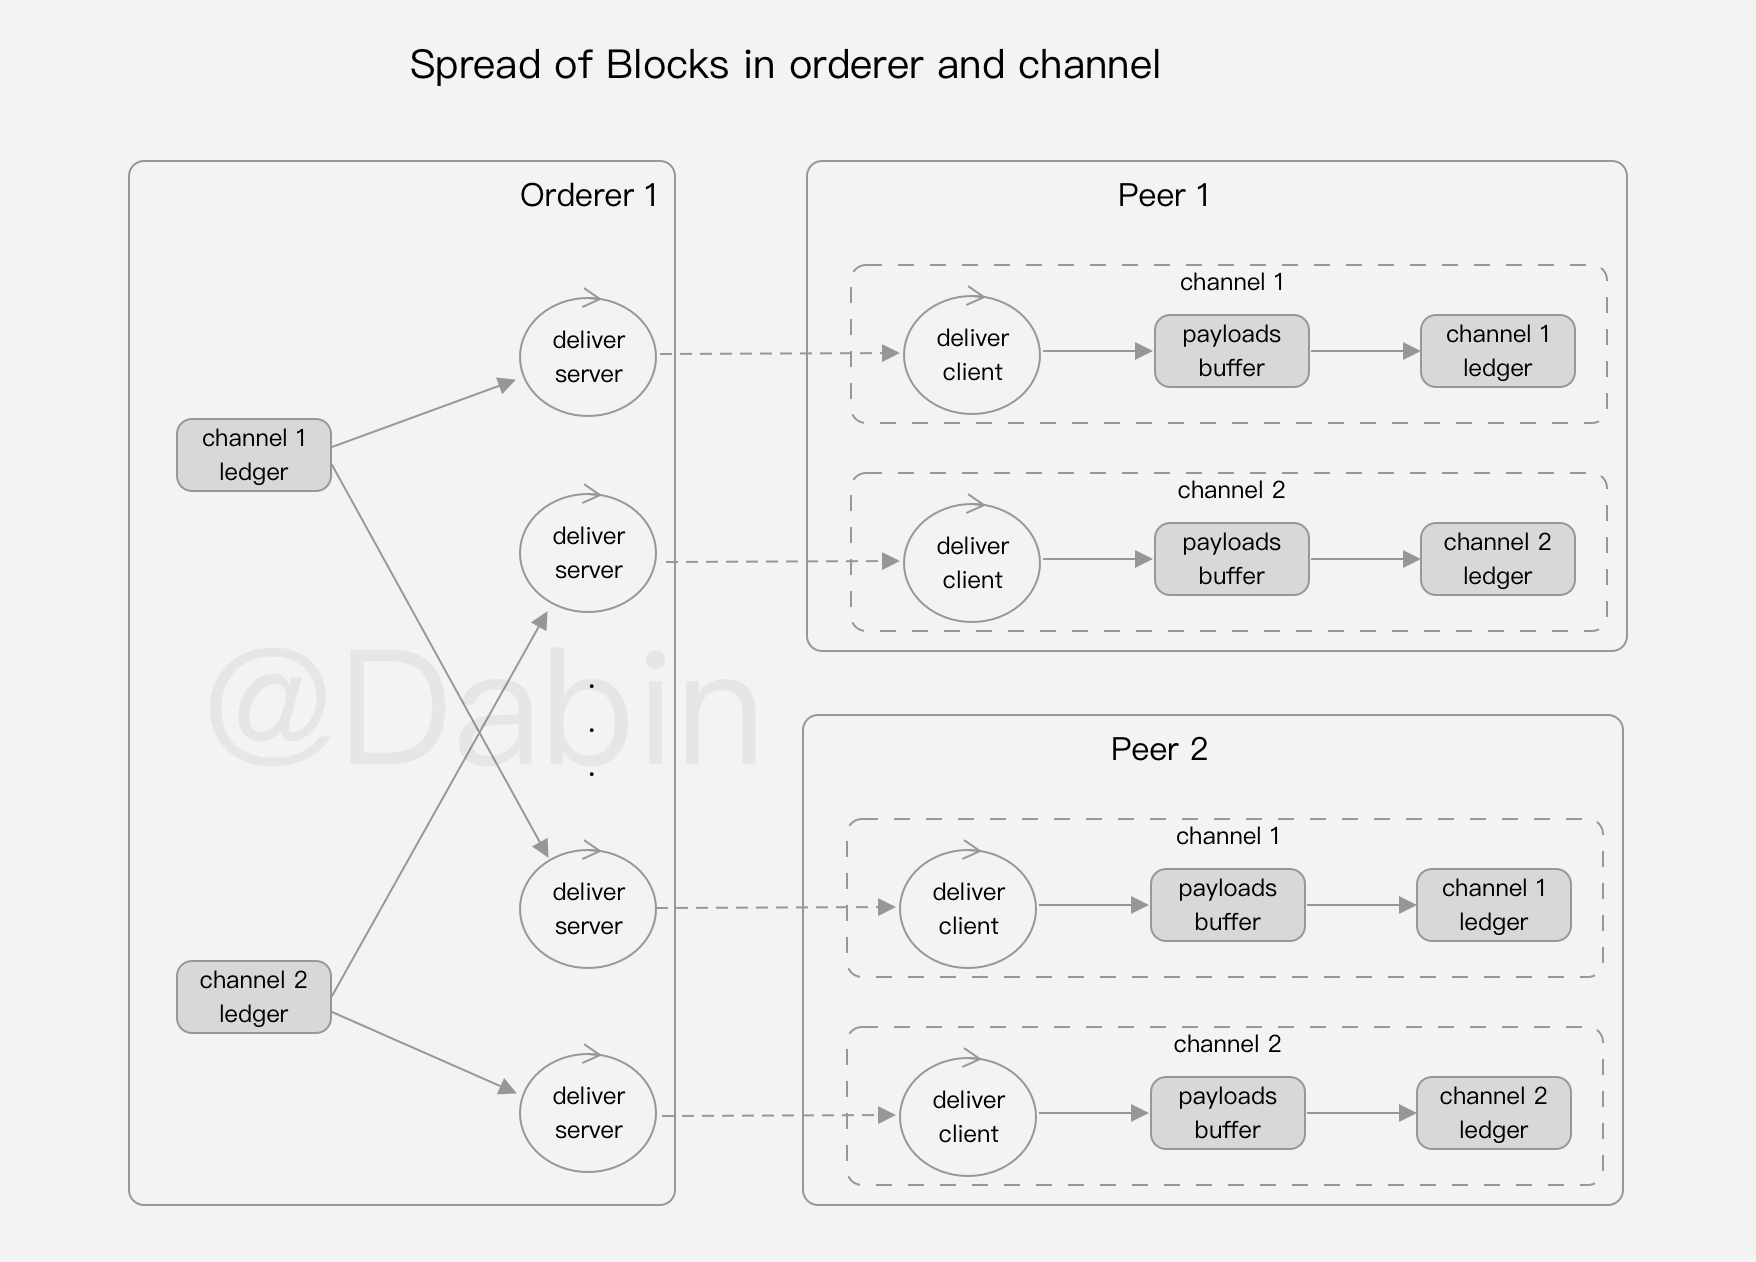 Spread of Blocks in orderer and channel
Orderer 1
channel 1
ledger
channel 2
ledger
deliver
server
deliver
server
.
.
.
deliver
server
deliver
server
@Dabin
Peer 1
channel 1
deliver
client
payloads
buffer
channel 1
ledger
channel 2
deliver
client
payloads
buffer
channel 2
ledger
Peer 2
channel 1
deliver
client
payloads
buffer
channel 1
ledger
channel 2
deliver
client
payloads
buffer
channel 2
ledger